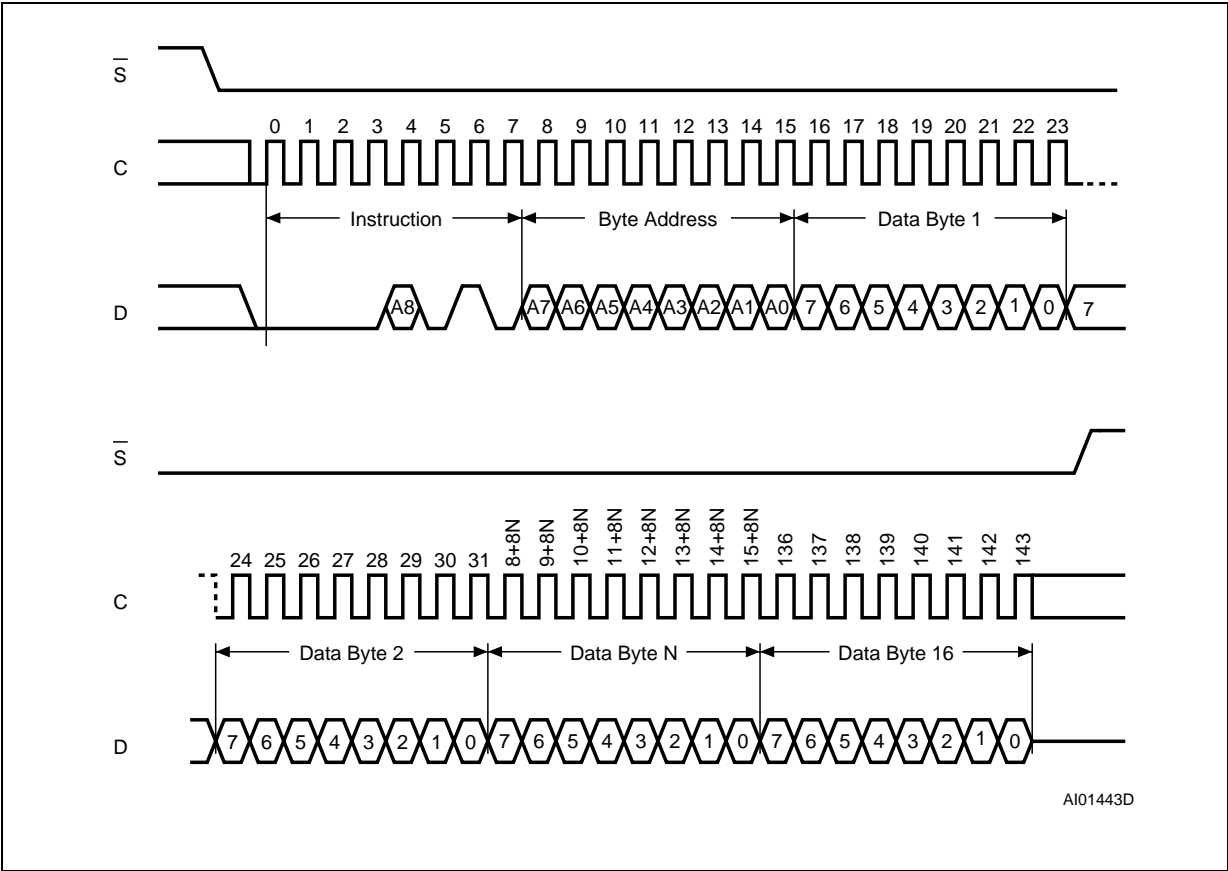 S
0 1 2 3 4 5 6 7 8 9 10 11 12 13 14 15 16 17 18 19 20 21 22 23
C
Instruction Byte Address Data Byte 1
D A8 A7 A6 A5 A4 A3 A2 A1 A0 7 6 5 4 3 2 1 0 7
S
24 25 26 27 28 29 30 31 8+8N 9+8N 10+8N 11+8N 12+8N 13+8N 14+8N 15+8N 136 137 138 139 140 141 142 143
C
Data Byte 2 Data Byte N Data Byte 16
D 7 6 5 4 3 2 1 0 7 6 5 4 3 2 1 0 7 6 5 4 3 2 1 0
AI01443D